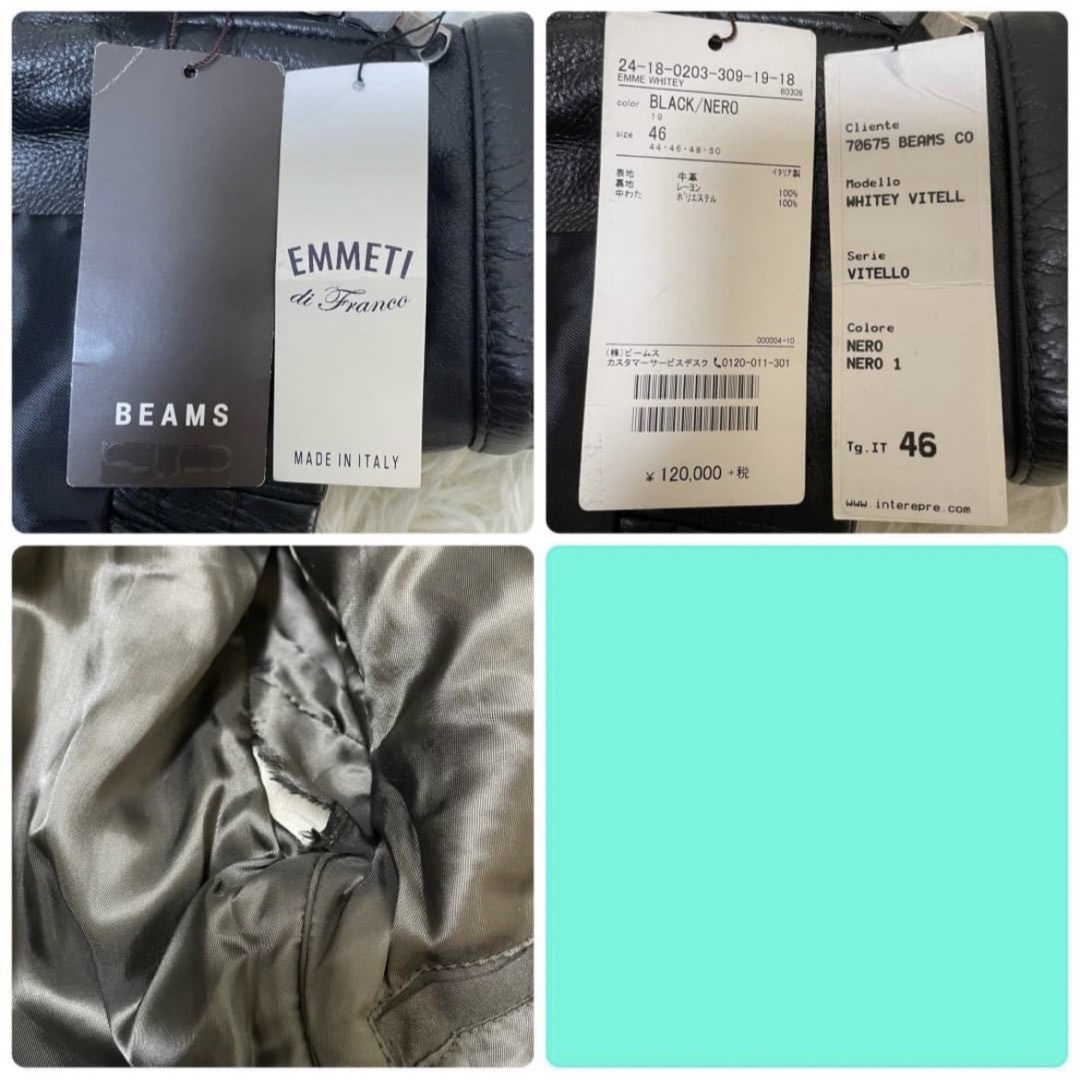 BEAMS
EMMETI
di Franco
MADE IN ITALY
24-18-0203-309-19-18
EMME WHITEY
60309
color BLACK/NERO
19
size 46
44・46・48・50
イタリア製
表地 牛革
裏地 レーヨン 100%
中わた ポリエステル 100%
000004-10
(株)ビームス
カスタマーサービスデスク 0120-011-301
¥120,000 +税
Cliente
70675 BEAMS CO
Modello
WHITEY VITELL
Serie
VITELLO
Colore
NERO
NERO 1
Tg.IT 46
www.interepre.com